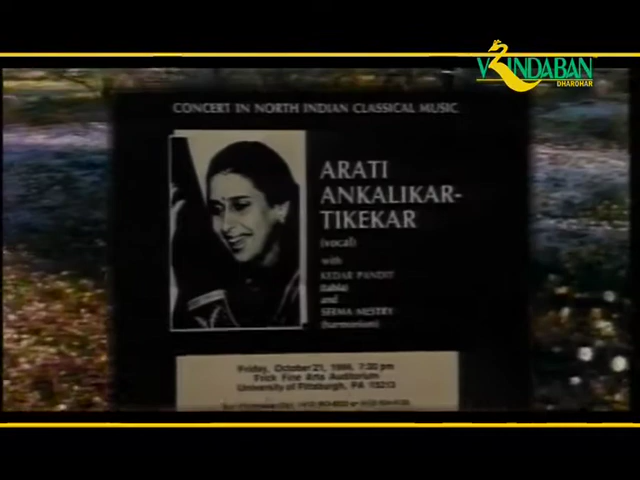 VRINDABAN
DHAROHAR
CONCERT IN NORTH INDIAN CLASSICAL MUSIC
ARATI
ANKALIKAR-
TIKEKAR
(vocal)
with
KEDAR PANDIT
(tabla)
and
SEEMA MESTRY
(harmonium)
Friday, October 21, 1994, 7:30 pm
Frick Fine Arts Auditorium
University of Pittsburgh, PA 15213